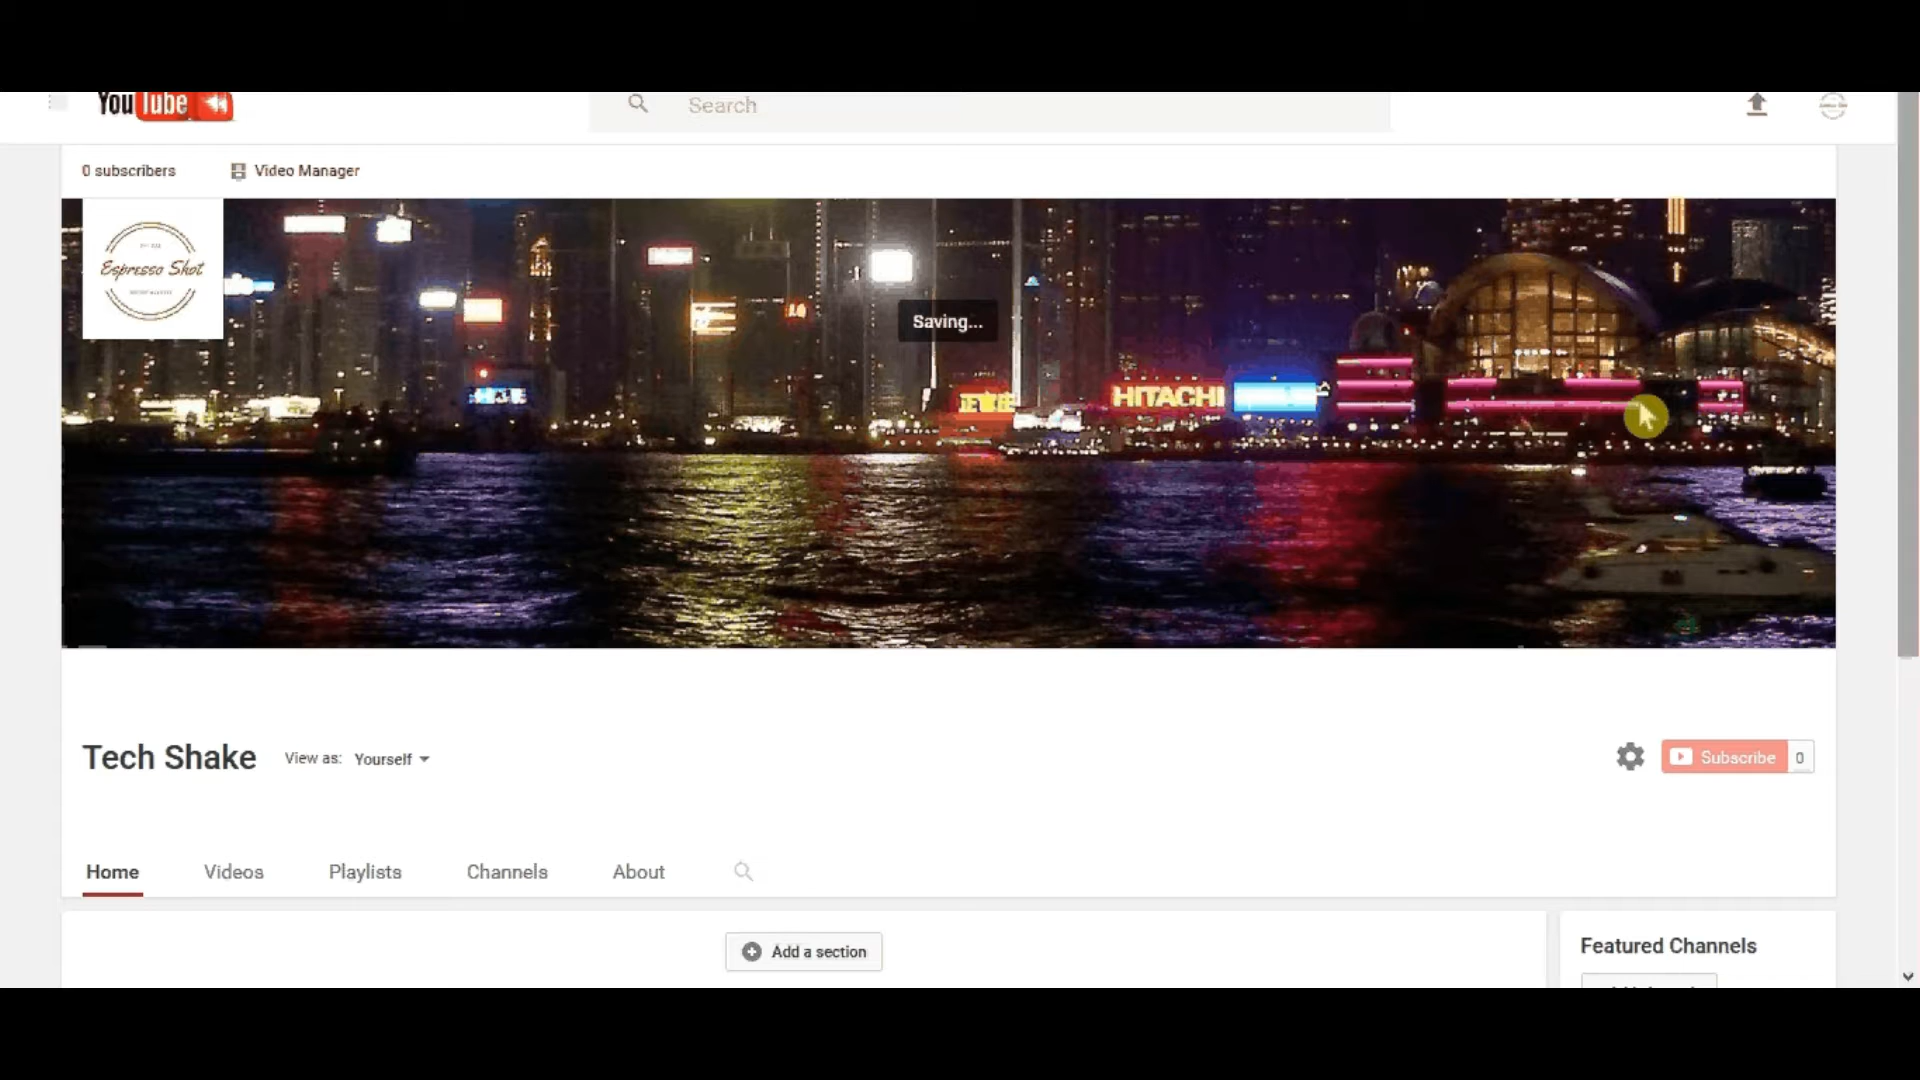 YouTube
Search
0 subscribers
Video Manager
Espresso Shot
Saving...
HITACHI
Tech Shake
View as: Yourself
Subscribe 0
Home
Videos
Playlists
Channels
About
Add a section
Featured Channels